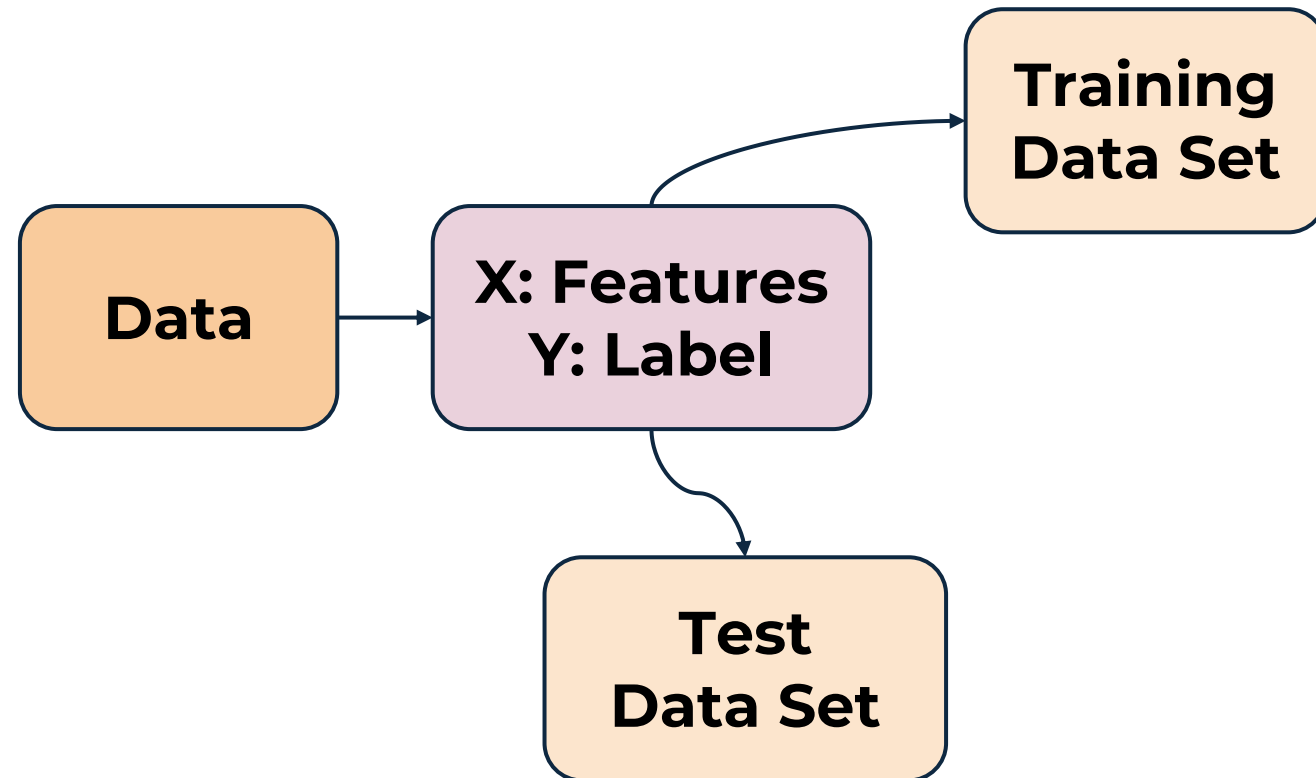 Training
Data Set
Data
X: Features
Y: Label
Test
Data Set